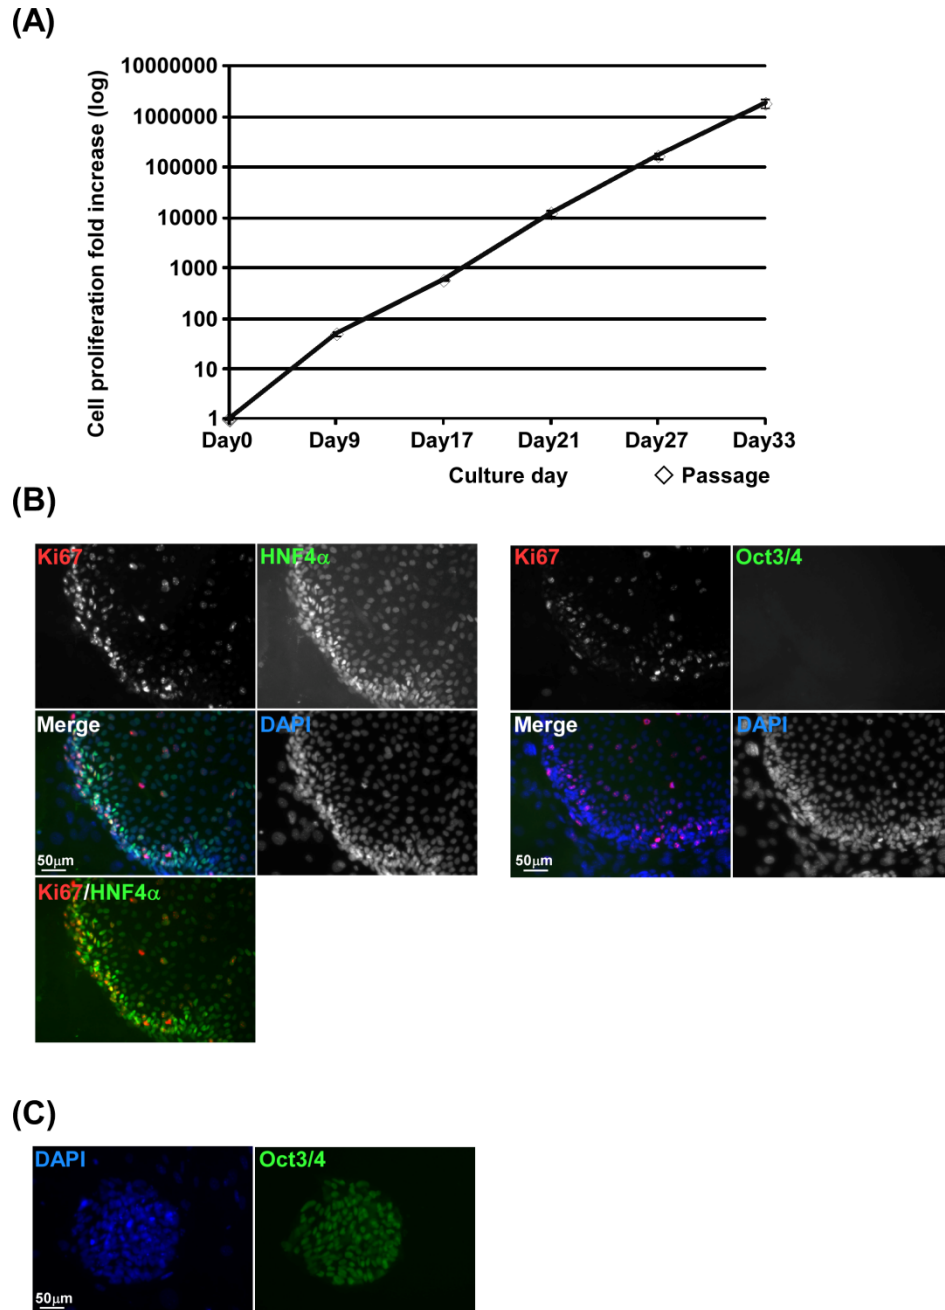 (A)
Cell proliferation fold increase (log)
10000000
1000000
100000
10000
1000
100
10
1
Day0 Day9 Day17 Day21 Day27 Day33
Culture day ◇ Passage
(B)
Ki67 HNF4α Ki67 Oct3/4
Merge DAPI Merge DAPI
50μm 50μm
Ki67/HNF4α
(C)
DAPI Oct3/4
50μm